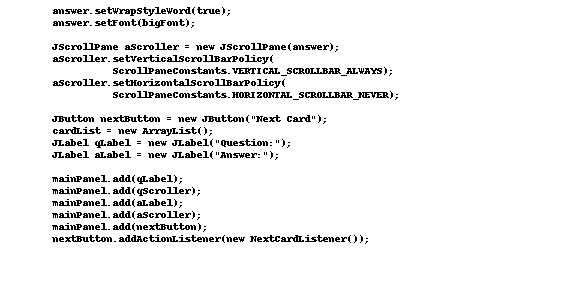 answer.setWrapStyleWord(true);
answer.setFont(bigFont);
JScrollPane aScroller = new JScrollPane(answer);
aScroller.setVerticalScrollBarPolicy(
ScrollPaneConstants.VERTICAL_SCROLLBAR_ALWAYS);
aScroller.setHorizontalScrollBarPolicy(
ScrollPaneConstants.HORIZONTAL_SCROLLBAR_NEVER);
JButton nextButton = new JButton("Next Card");
cardList = new ArrayList();
JLabel qLabel = new JLabel("Question:");
JLabel aLabel = new JLabel("Answer:");
mainPanel.add(qLabel);
mainPanel.add(qScroller);
mainPanel.add(aLabel);
mainPanel.add(aScroller);
mainPanel.add(nextButton);
nextButton.addActionListener(new NextCardListener());